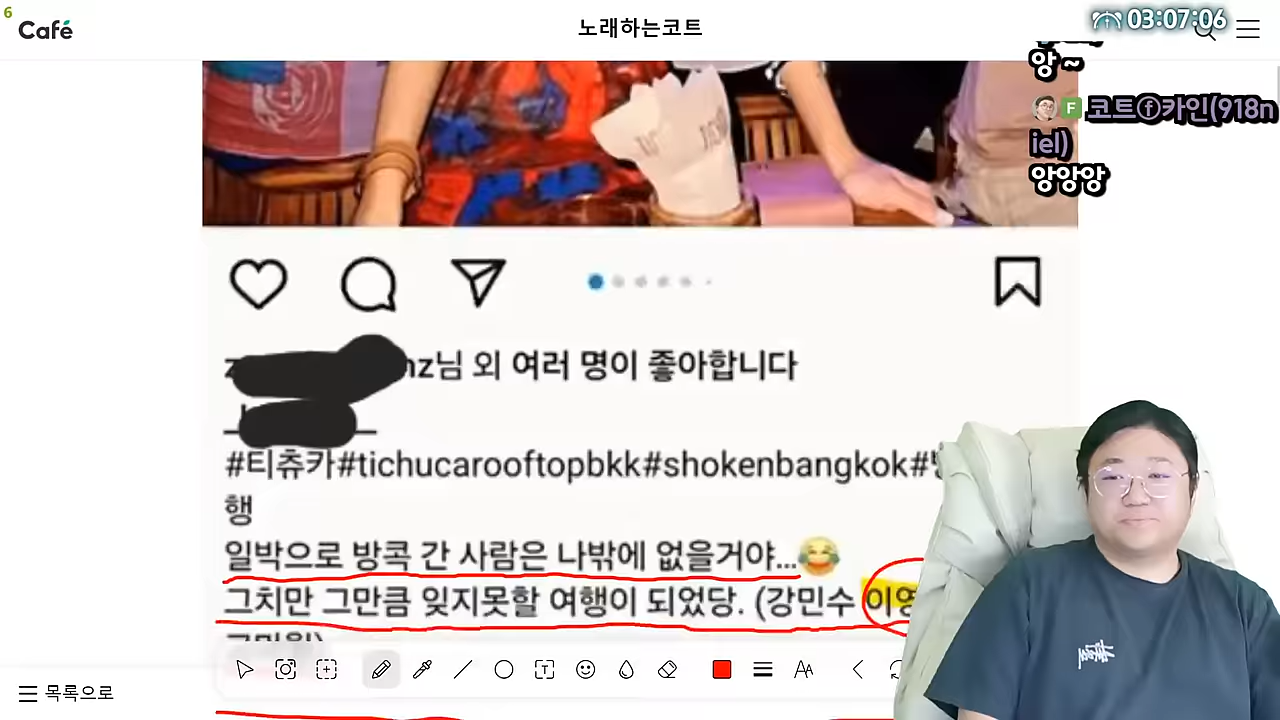 6
Café
노래하는코트
03:07:06
앙~
F 코트ⓕ카인(918n
iel)
앙앙앙
nz님 외 여러 명이 좋아합니다
#티츄카#tichucarooftopbkk#shokenbangkok#
행
일박으로 방콕 간 사람은 나밖에 없을거야...😂
그치만 그만큼 잊지못할 여행이 되었당. (강민수
T
AA
목록으로